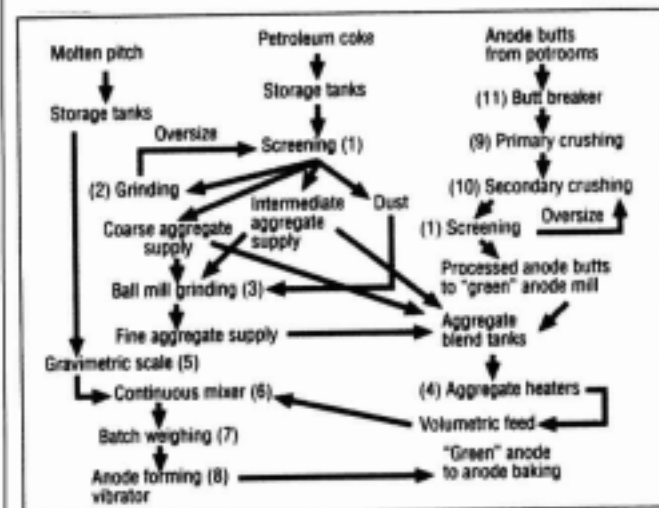 Molten pitch
Storage tanks
Petroleum coke
Storage tanks
Oversize
Screening (1)
(2) Grinding
Coarse aggregate
supply
Intermediate
aggregate
supply
Dust
Ball mill grinding (3)
Fine aggregate supply
Gravimetric scale (5)
Continuous mixer (6)
Batch weighing (7)
Anode forming (8)
vibrator
Anode butts
from potrooms
(11) Butt breaker
(9) Primary crushing
(10) Secondary crushing
(1) Screening
Oversize
Processed anode butts
to "green" anode mill
Aggregate
blend tanks
(4) Aggregate heaters
Volumetric feed
"Green" anode
to anode baking